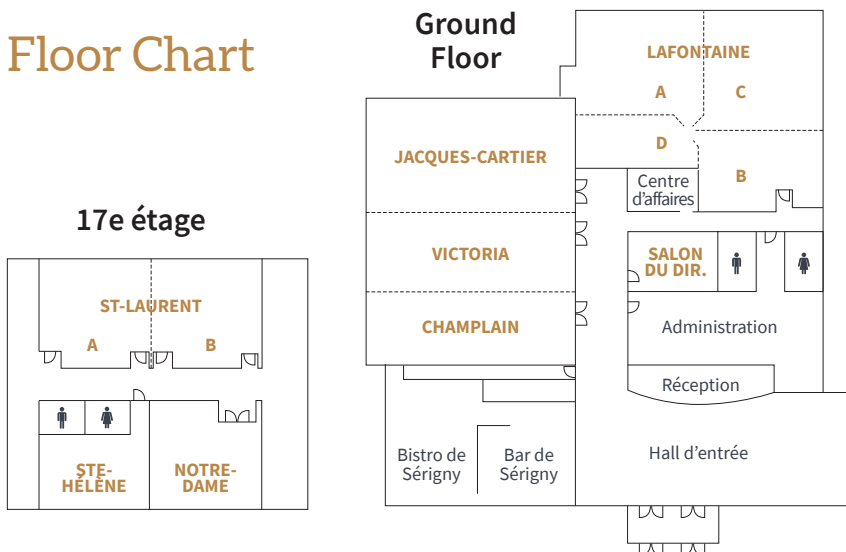 Floor Chart
17e étage
ST-LAURENT
A
B
STE-
HÉLÈNE
NOTRE-
DAME
Ground
Floor
LAFONTAINE
A
C
D
B
JACQUES-CARTIER
Centre
d'affaires
VICTORIA
SALON
DU DIR.
CHAMPLAIN
Administration
Réception
Bistro de
Sérigny
Bar de
Sérigny
Hall d'entrée